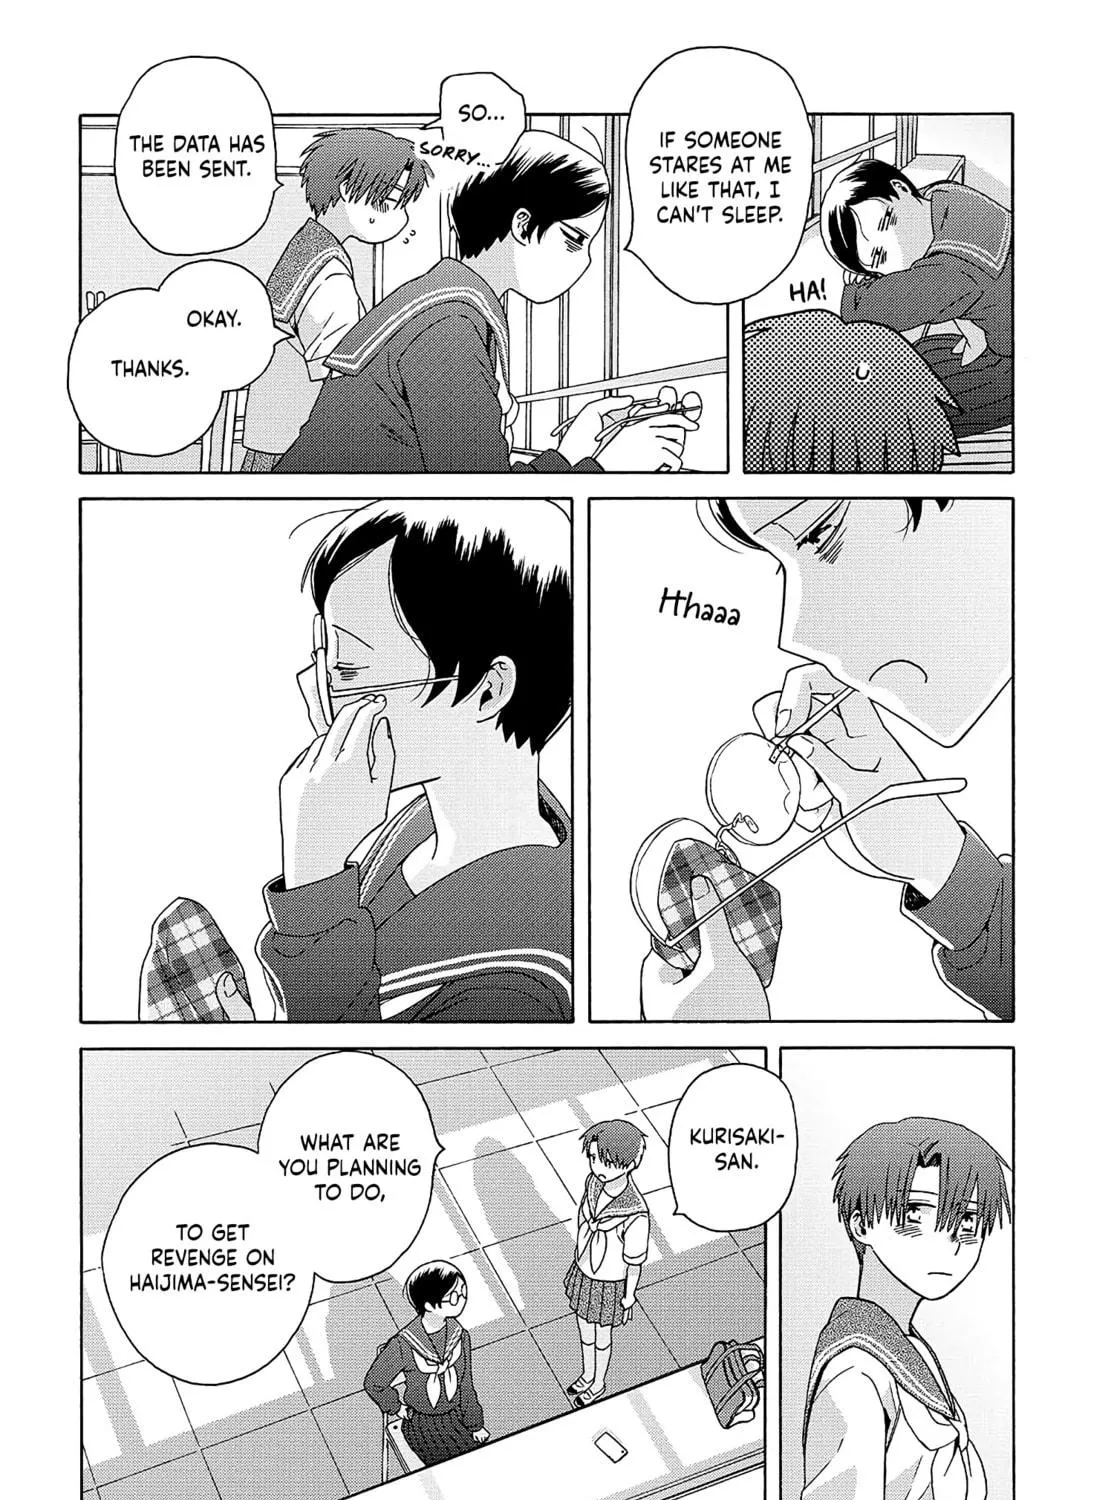 IF SOMEONE
STARES AT ME
LIKE THAT, I
CAN'T SLEEP.
HA!
SO...
SORRY...
THE DATA HAS
BEEN SENT.
OKAY.
THANKS.
Hhaaa
KURISAKI-
SAN.
WHAT ARE
YOU PLANNING
TO DO,
TO GET
REVENGE ON
HAIJIMA-SENSEI?